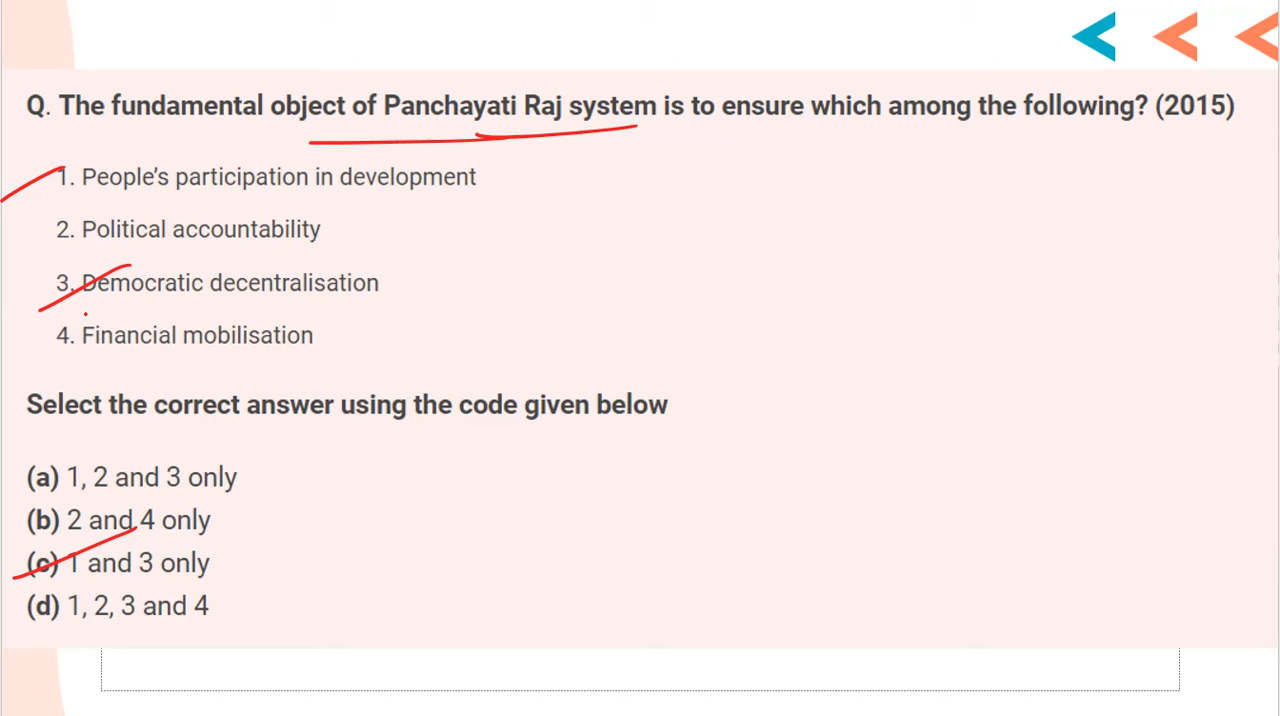 Q. The fundamental object of Panchayati Raj system is to ensure which among the following? (2015)
1. People’s participation in development
2. Political accountability
3. Democratic decentralisation
4. Financial mobilisation
Select the correct answer using the code given below
(a) 1, 2 and 3 only
(b) 2 and 4 only
(c) 1 and 3 only
(d) 1, 2, 3 and 4